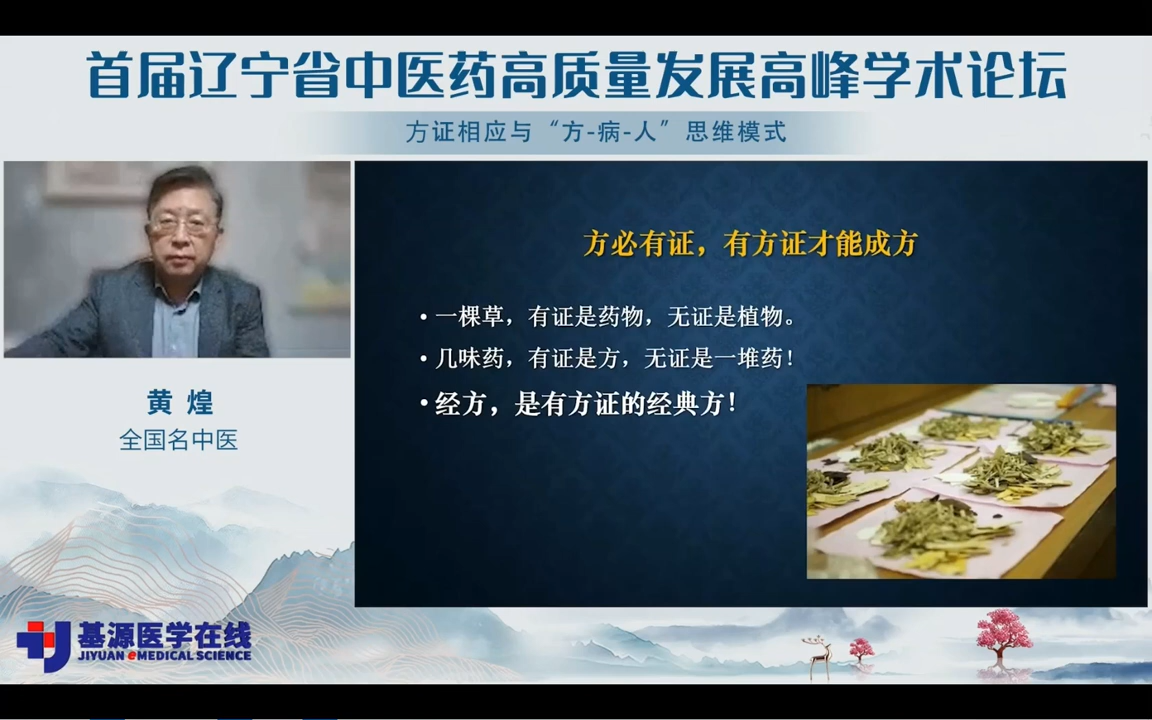 首届辽宁省中医药高质量发展高峰学术论坛
方证相应与“方-病-人”思维模式
方必有证，有方证才能成方
• 一棵草，有证是药物，无证是植物。
• 几味药，有证是方，无证是一堆药！
• 经方，是有方证的经典方！
黄 煌
全国名中医
基源医学在线
JIYUAN eMEDICAL SCIENCE